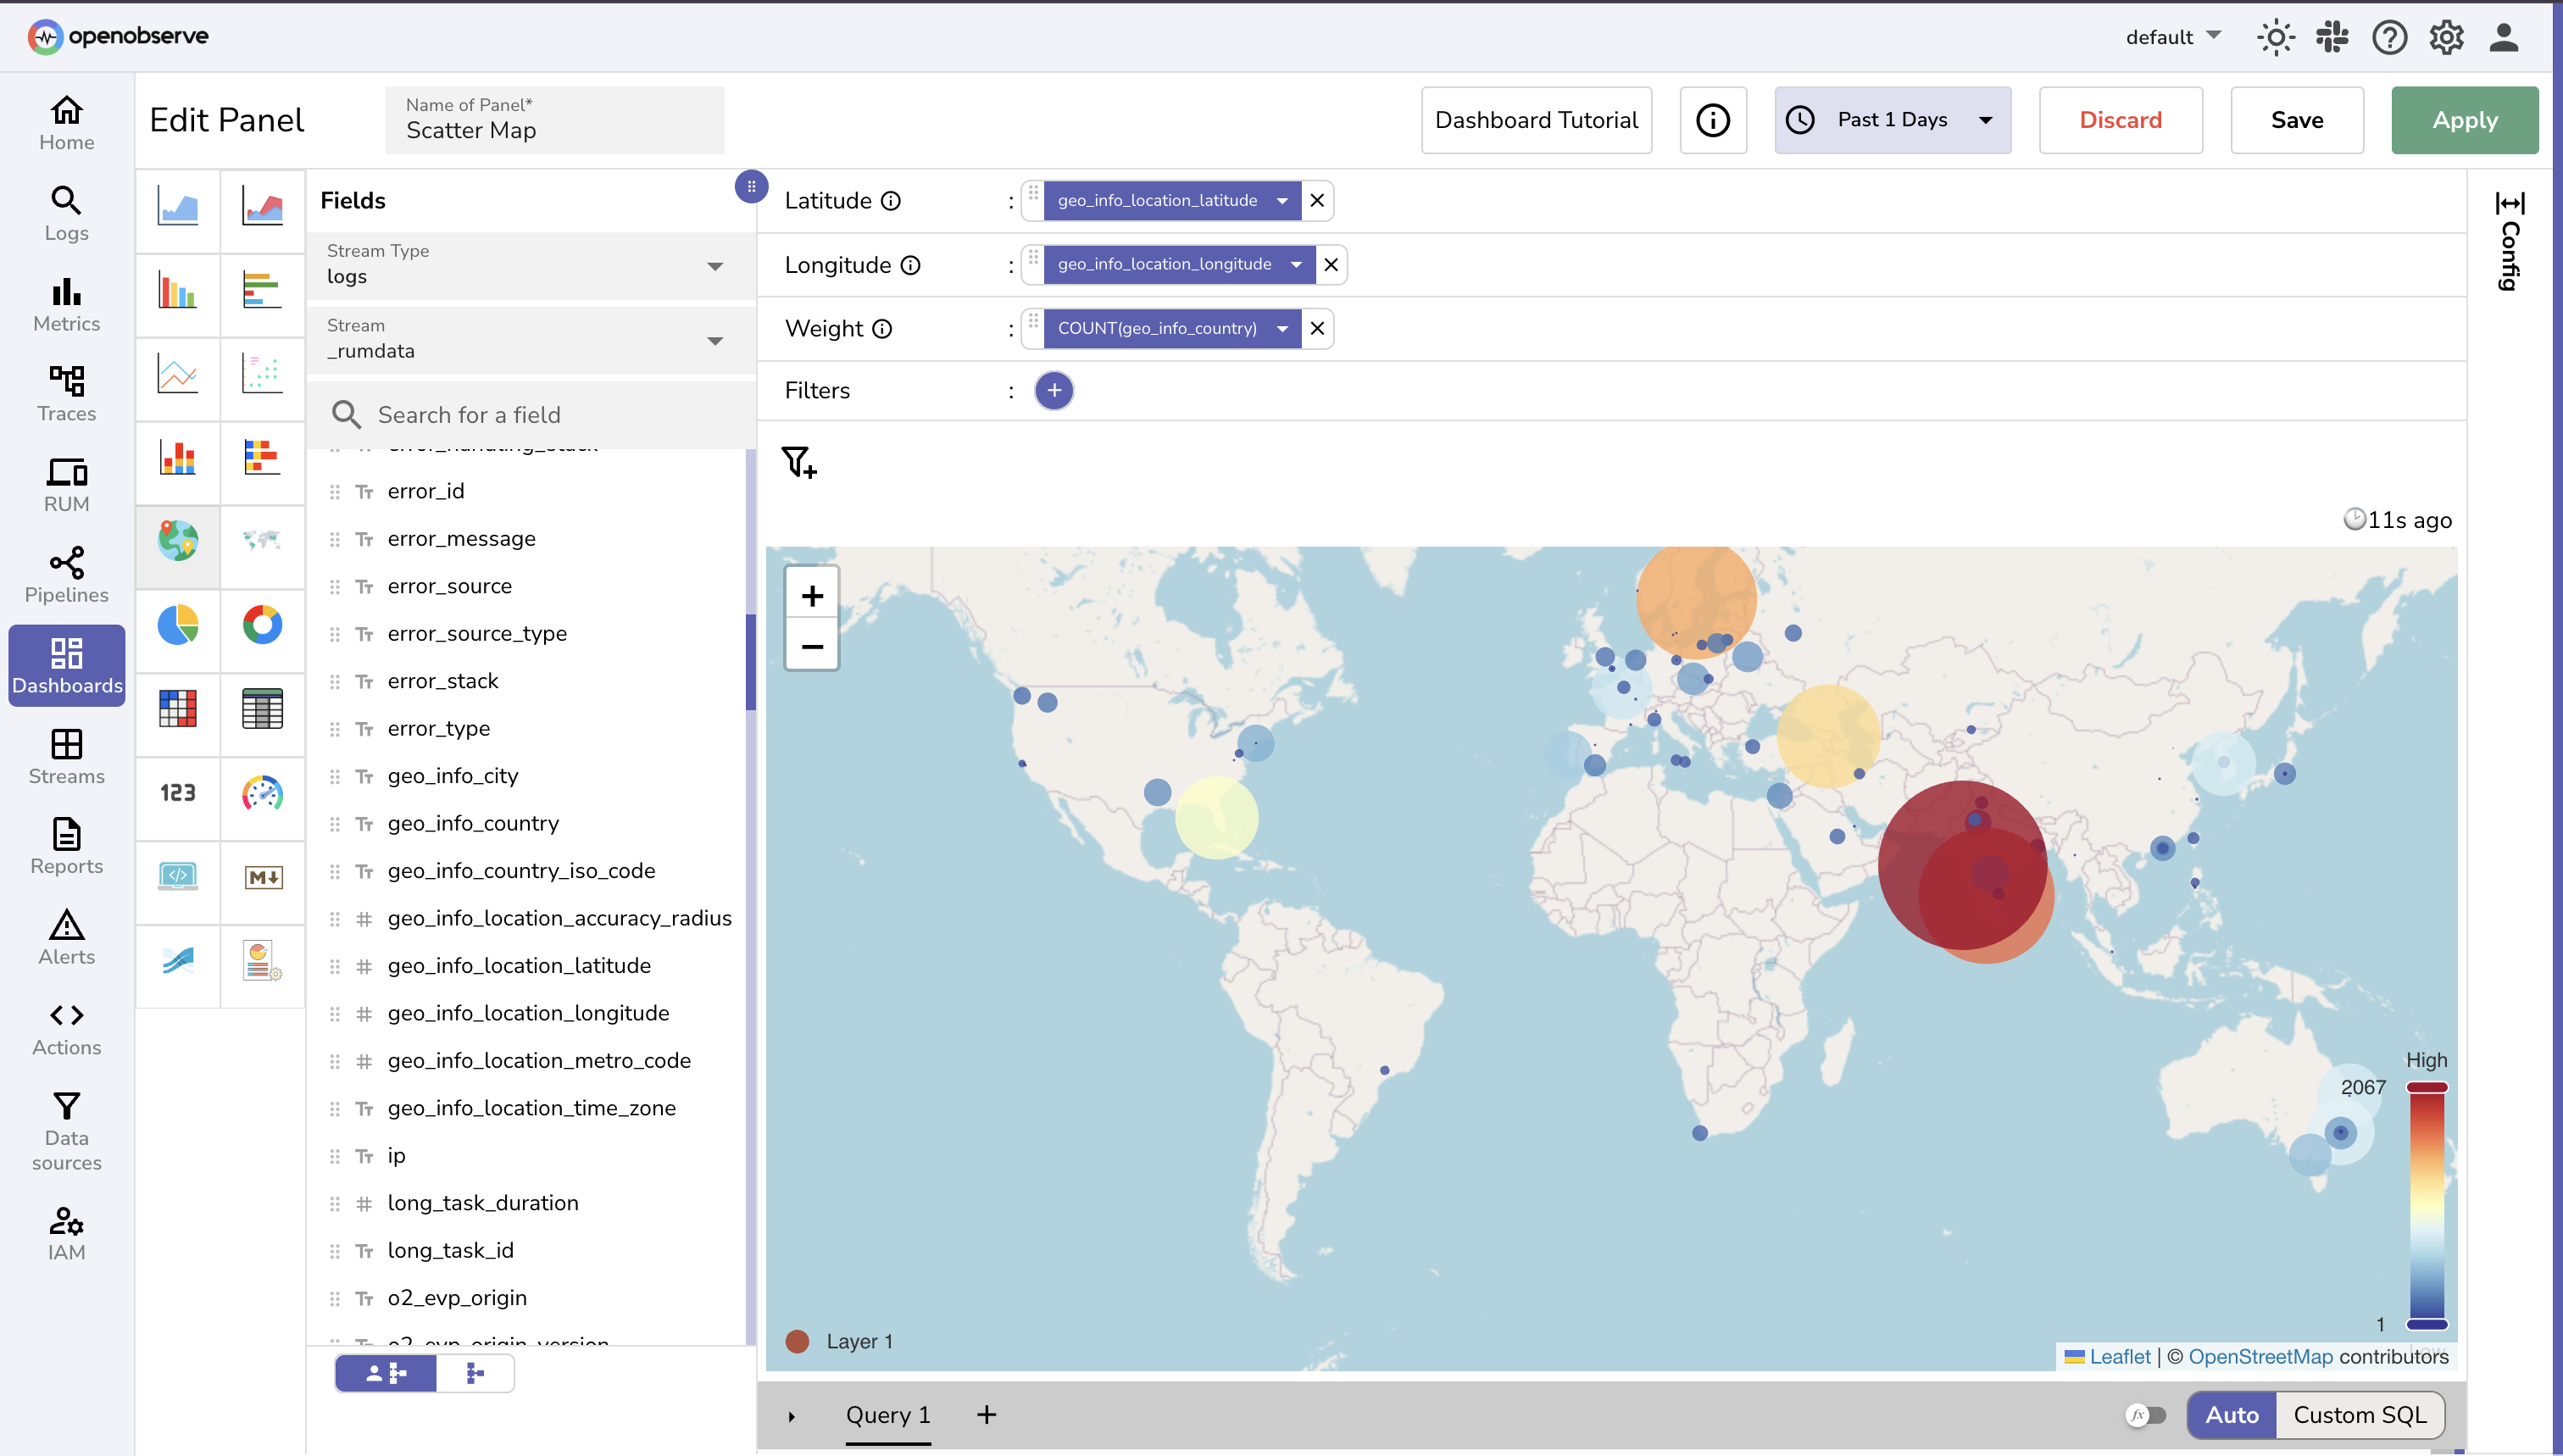 openobserve
default
Edit Panel
Name of Panel*
Scatter Map
Dashboard Tutorial
Past 1 Days
Discard
Save
Apply
Home
Logs
Metrics
Traces
RUM
Pipelines
Dashboards
Streams
Reports
Alerts
Actions
Data
sources
IAM
123
M
Fields
Stream Type
logs
Stream
_rumdata
Search for a field
error_handling_stack
error_id
error_message
error_source
error_source_type
error_stack
error_type
geo_info_city
geo_info_country
geo_info_country_iso_code
geo_info_location_accuracy_radius
geo_info_location_latitude
geo_info_location_longitude
geo_info_location_metro_code
geo_info_location_time_zone
ip
long_task_duration
long_task_id
o2_evp_origin
o2_evp_origin_version
Latitude : geo_info_location_latitude
Longitude : geo_info_location_longitude
Weight : COUNT(geo_info_country)
Filters : +
Config
11s ago
+
−
High
2067
1
Layer 1
Leaflet | © OpenStreetMap contributors
Query 1 +
fx
Auto
Custom SQL